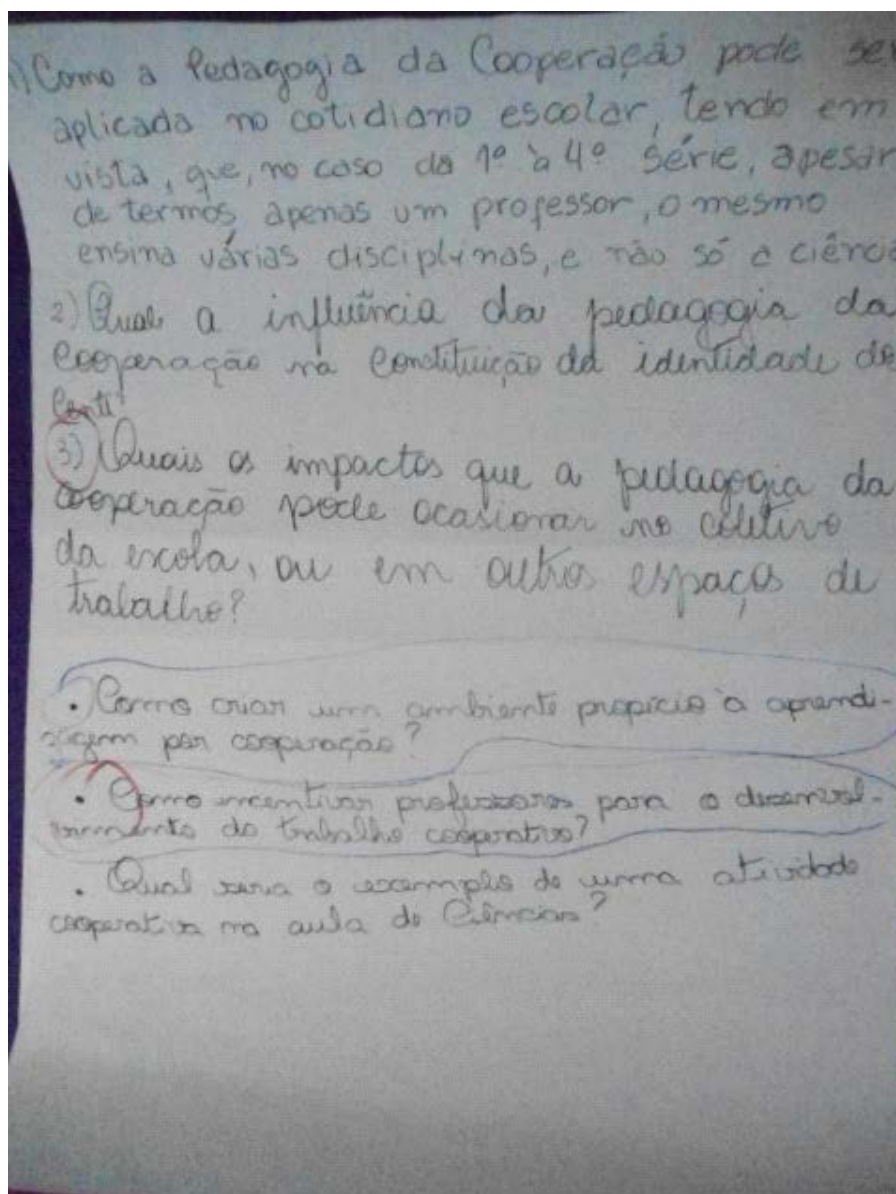 1) Como a Pedagogia da Cooperação pode ser
aplicada no cotidiano escolar, tendo em
vista, que, no caso da 1º à 4º série, apesar
de termos apenas um professor, o mesmo
ensina várias disciplinas, e não só a ciência
2) Qual a influência da pedagogia da
cooperação na constituição da identidade do
3) Quais os impactos que a pedagogia da
cooperação pode ocasionar no coletivo
da escola, ou em outros espaços de
trabalho?
. Como criar um ambiente propício a aprendi-
zagem por cooperação?
. Como incentivar professores para o desenvol-
vimento do trabalho cooperativo?
. Qual seria o exemplo de uma atividade
cooperativa na aula de Ciências?